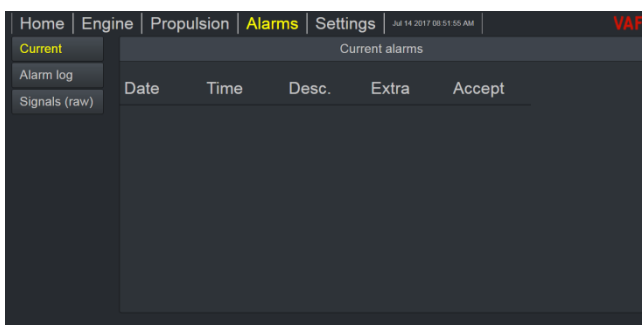 Home Engine Propulsion Alarms Settings Jul 14 2017 08:51:55 AM VAF
Current
Current alarms
Alarm log
Signals (raw)
Date Time Desc. Extra Accept